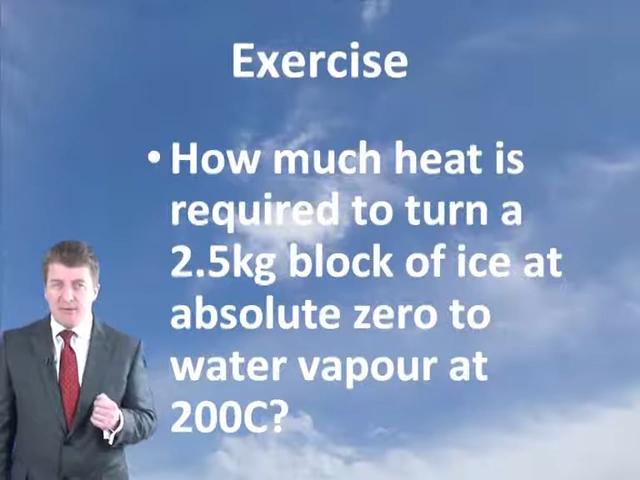 Exercise
• How much heat is
required to turn a
2.5kg block of ice at
absolute zero to
water vapour at
200C?